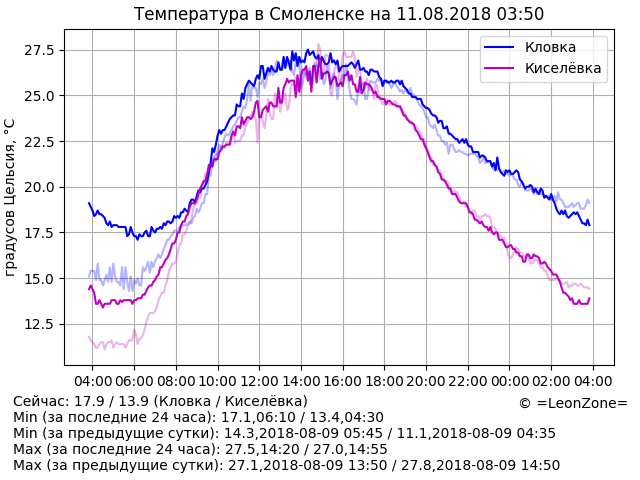 Температура в Смоленске на 11.08.2018 03:50
27.5
25.0
22.5
20.0
17.5
15.0
12.5
градусов Цельсия, °C
Кловка
Киселёвка
04:00 06:00 08:00 10:00 12:00 14:00 16:00 18:00 20:00 22:00 00:00 02:00 04:00
Сейчас: 17.9 / 13.9 (Кловка / Киселёвка)
© =LeonZone=
Min (за последние 24 часа): 17.1,06:10 / 13.4,04:30
Min (за предыдущие сутки): 14.3,2018-08-09 05:45 / 11.1,2018-08-09 04:35
Max (за последние 24 часа): 27.5,14:20 / 27.0,14:55
Max (за предыдущие сутки): 27.1,2018-08-09 13:50 / 27.8,2018-08-09 14:50